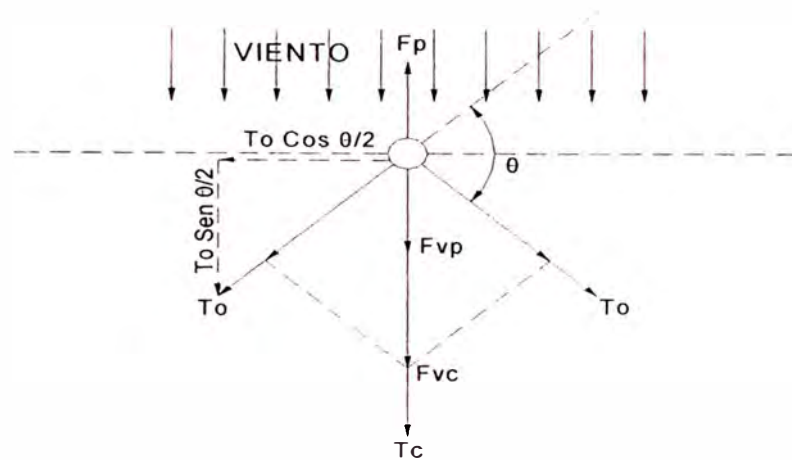 VIENTO
Fp
To Cos θ/2
θ
To Sen θ/2
Fvp
To
To
Fvc
Tc